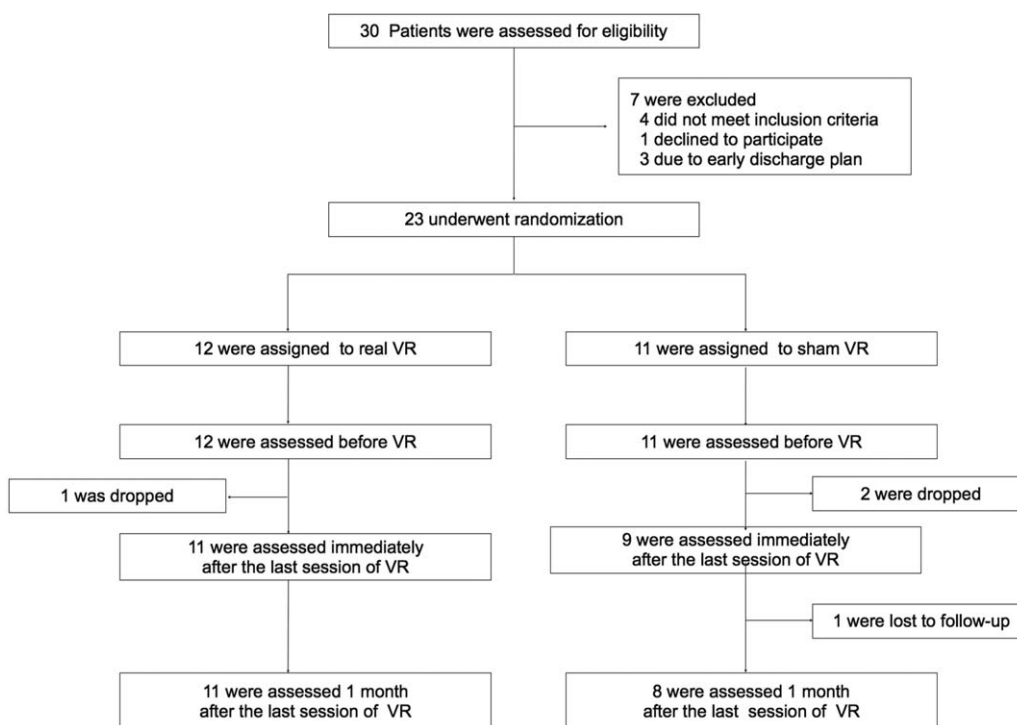 30 Patients were assessed for eligibility
7 were excluded
4 did not meet inclusion criteria
1 declined to participate
3 due to early discharge plan
23 underwent randomization
12 were assigned to real VR
11 were assigned to sham VR
12 were assessed before VR
11 were assessed before VR
1 was dropped
2 were dropped
11 were assessed immediately
after the last session of VR
9 were assessed immediately
after the last session of VR
1 were lost to follow-up
11 were assessed 1 month
after the last session of VR
8 were assessed 1 month
after the last session of VR